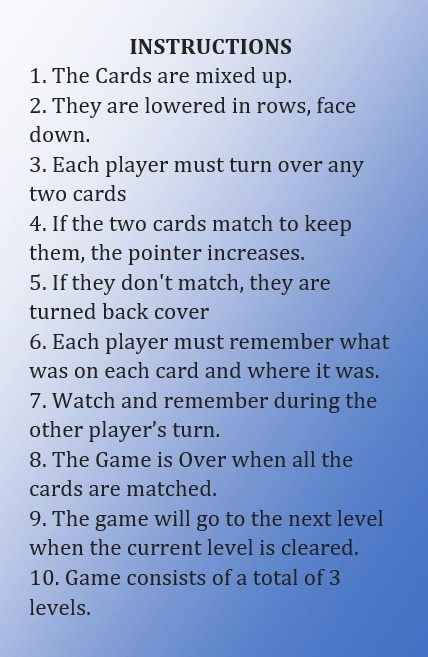 INSTRUCTIONS
1. The Cards are mixed up.
2. They are lowered in rows, face
down.
3. Each player must turn over any
two cards
4. If the two cards match to keep
them, the pointer increases.
5. If they don't match, they are
turned back cover
6. Each player must remember what
was on each card and where it was.
7. Watch and remember during the
other player’s turn.
8. The Game is Over when all the
cards are matched.
9. The game will go to the next level
when the current level is cleared.
10. Game consists of a total of 3
levels.